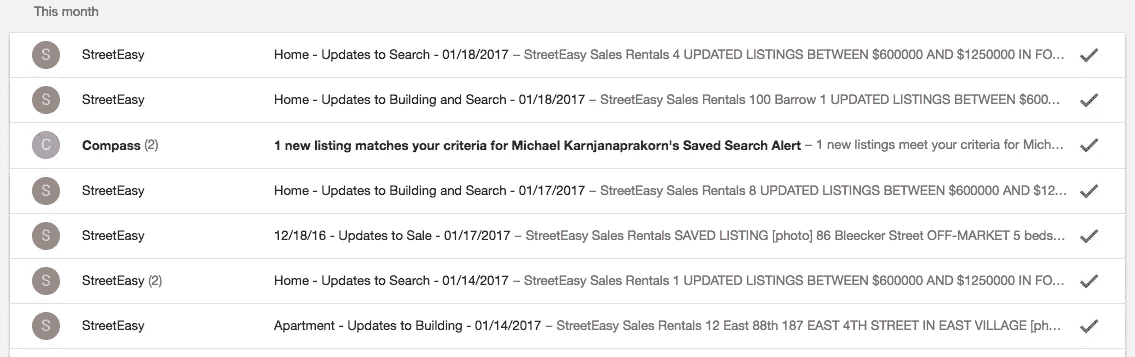 This month
S StreetEasy Home - Updates to Search - 01/18/2017 – StreetEasy Sales Rentals 4 UPDATED LISTINGS BETWEEN $600000 AND $1250000 IN FO…
S StreetEasy Home - Updates to Building and Search - 01/18/2017 – StreetEasy Sales Rentals 100 Barrow 1 UPDATED LISTINGS BETWEEN $600…
C Compass (2) 1 new listing matches your criteria for Michael Karnjanaprakorn's Saved Search Alert – 1 new listings meet your criteria for Mich…
S StreetEasy Home - Updates to Building and Search - 01/17/2017 – StreetEasy Sales Rentals 8 UPDATED LISTINGS BETWEEN $600000 AND $12…
S StreetEasy 12/18/16 - Updates to Sale - 01/17/2017 – StreetEasy Sales Rentals SAVED LISTING [photo] 86 Bleecker Street OFF-MARKET 5 beds…
S StreetEasy (2) Home - Updates to Search - 01/14/2017 – StreetEasy Sales Rentals 1 UPDATED LISTINGS BETWEEN $600000 AND $1250000 IN FO…
S StreetEasy Apartment - Updates to Building - 01/14/2017 – StreetEasy Sales Rentals 12 East 88th 187 EAST 4TH STREET IN EAST VILLAGE [ph…